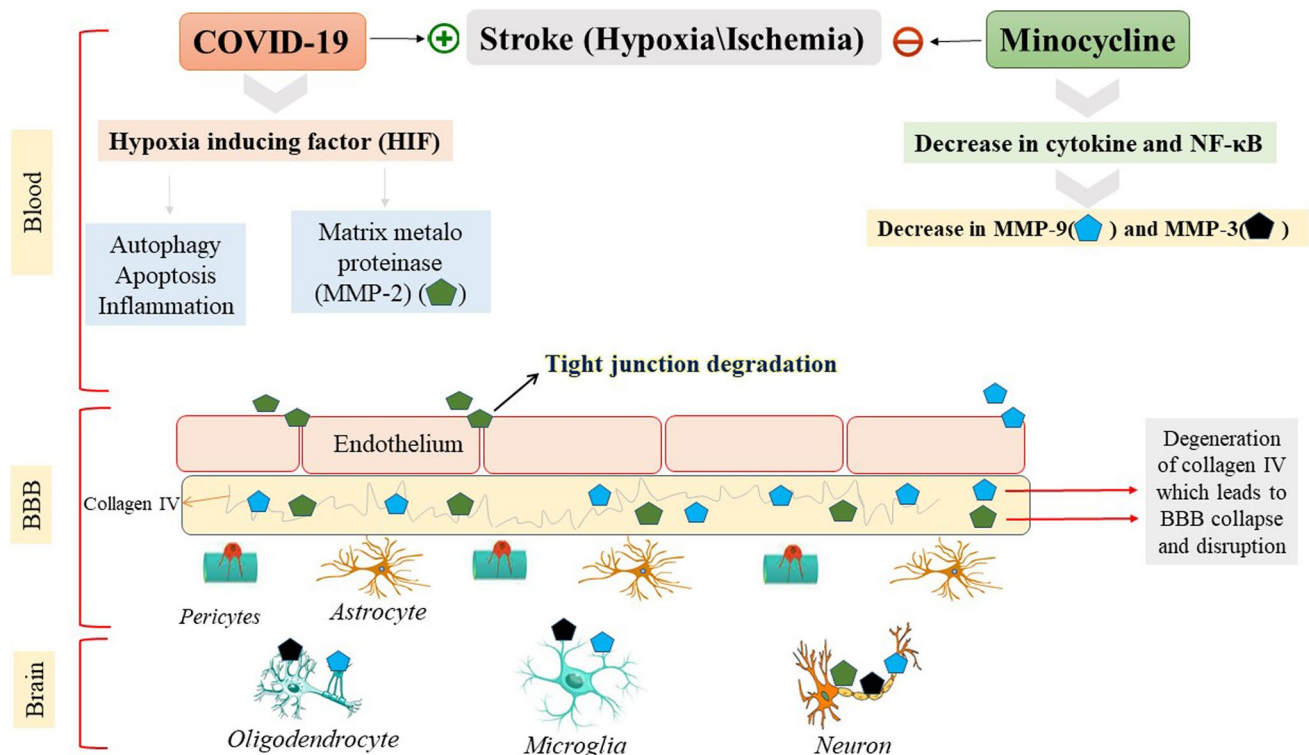 COVID-19
Stroke (Hypoxia\Ischemia)
Minocycline
Blood
Hypoxia inducing factor (HIF)
Decrease in cytokine and NF-κB
Autophagy
Apoptosis
Inflammation
Matrix metalo
proteinase
(MMP-2) ( )
Decrease in MMP-9( ) and MMP-3( )
Tight junction degradation
BBB
Endothelium
Collagen IV
Degeneration
of collagen IV
which leads to
BBB collapse
and disruption
Pericytes
Astrocyte
Brain
Oligodendrocyte
Microglia
Neuron